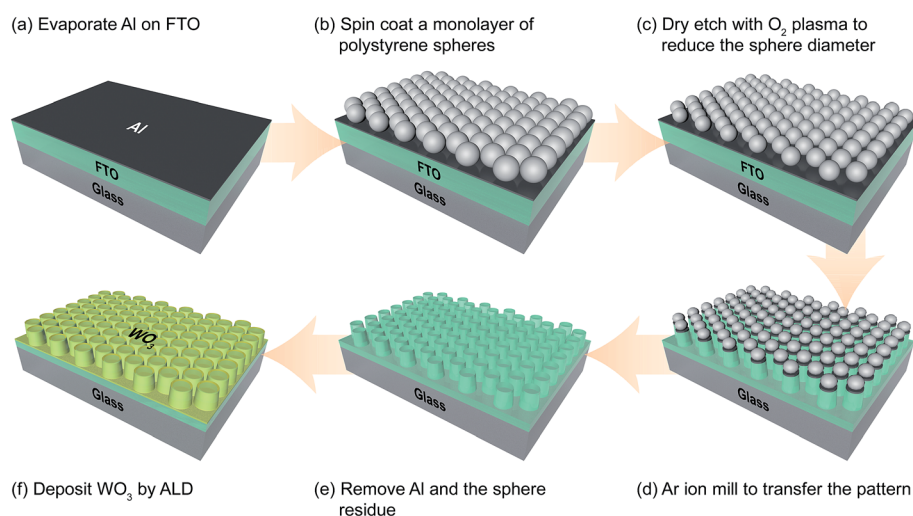 (a) Evaporate Al on FTO
(b) Spin coat a monolayer of
polystyrene spheres
(c) Dry etch with O₂ plasma to
reduce the sphere diameter
Al
FTO
Glass
FTO
Glass
FTO
Glass
WO₃
Glass
Glass
Glass
(f) Deposit WO₃ by ALD
(e) Remove Al and the sphere
residue
(d) Ar ion mill to transfer the pattern